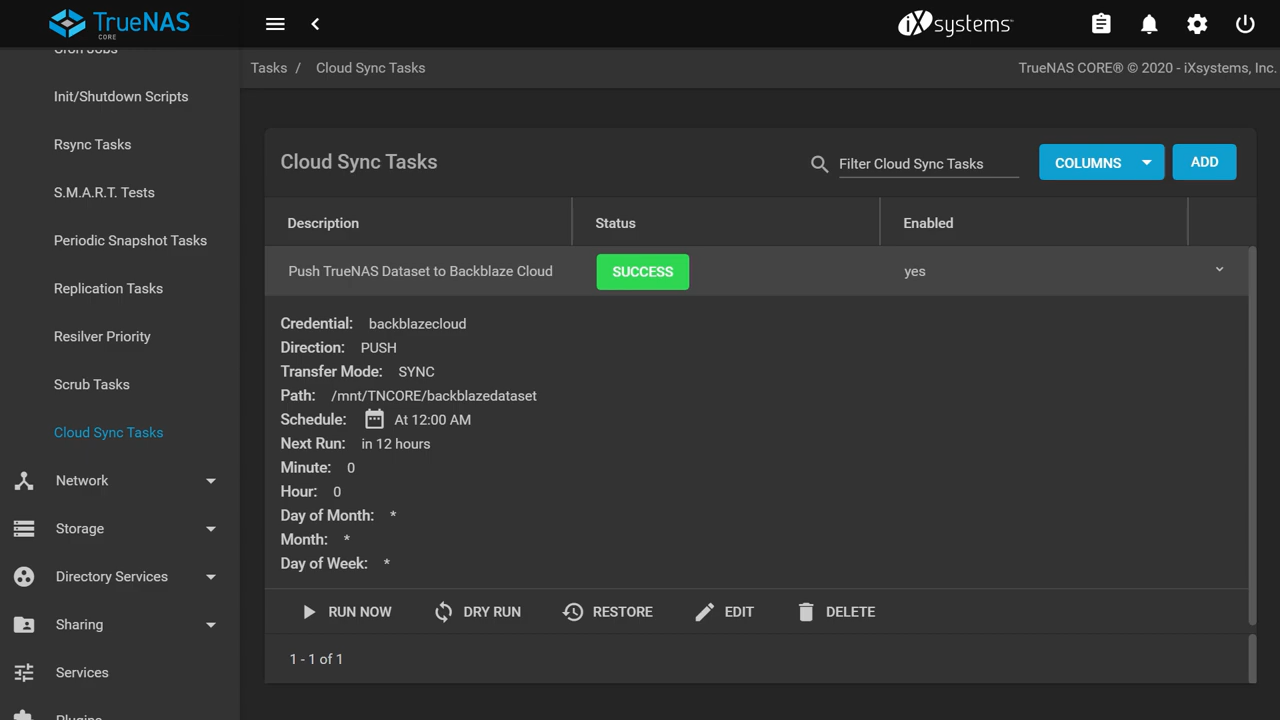 TrueNAS
CORE
iXsystems
Cron Jobs
Init/Shutdown Scripts
Rsync Tasks
S.M.A.R.T. Tests
Periodic Snapshot Tasks
Replication Tasks
Resilver Priority
Scrub Tasks
Cloud Sync Tasks
Network
Storage
Directory Services
Sharing
Services
Plugins
Tasks / Cloud Sync Tasks
TrueNAS CORE® © 2020 - iXsystems, Inc.
Cloud Sync Tasks
Filter Cloud Sync Tasks
COLUMNS
ADD
Description Status Enabled
Push TrueNAS Dataset to Backblaze Cloud SUCCESS yes
Credential: backblazecloud
Direction: PUSH
Transfer Mode: SYNC
Path: /mnt/TNCORE/backblazedataset
Schedule: At 12:00 AM
Next Run: in 12 hours
Minute: 0
Hour: 0
Day of Month: *
Month: *
Day of Week: *
RUN NOW DRY RUN RESTORE EDIT DELETE
1 - 1 of 1